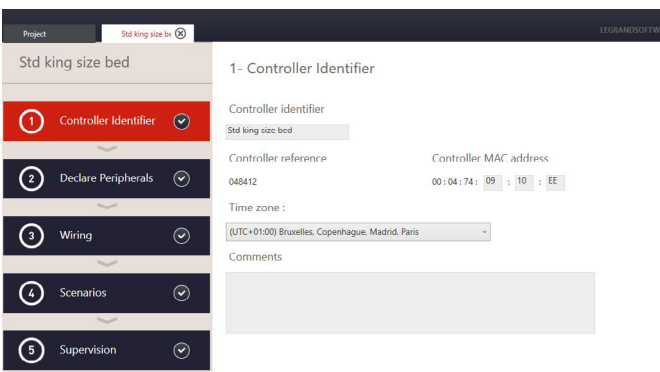 LEGRANDSOFTW
Project
Std king size be
Std king size bed
1- Controller Identifier
1 Controller Identifier
Controller identifier
Std king size bed
Controller reference
Controller MAC address
2 Declare Peripherals
048412
00 : 04 : 74 : 09 : 10 : EE
Time zone :
3 Wiring
(UTC+01:00) Bruxelles, Copenhague, Madrid, Paris
Comments
4 Scenarios
5 Supervision